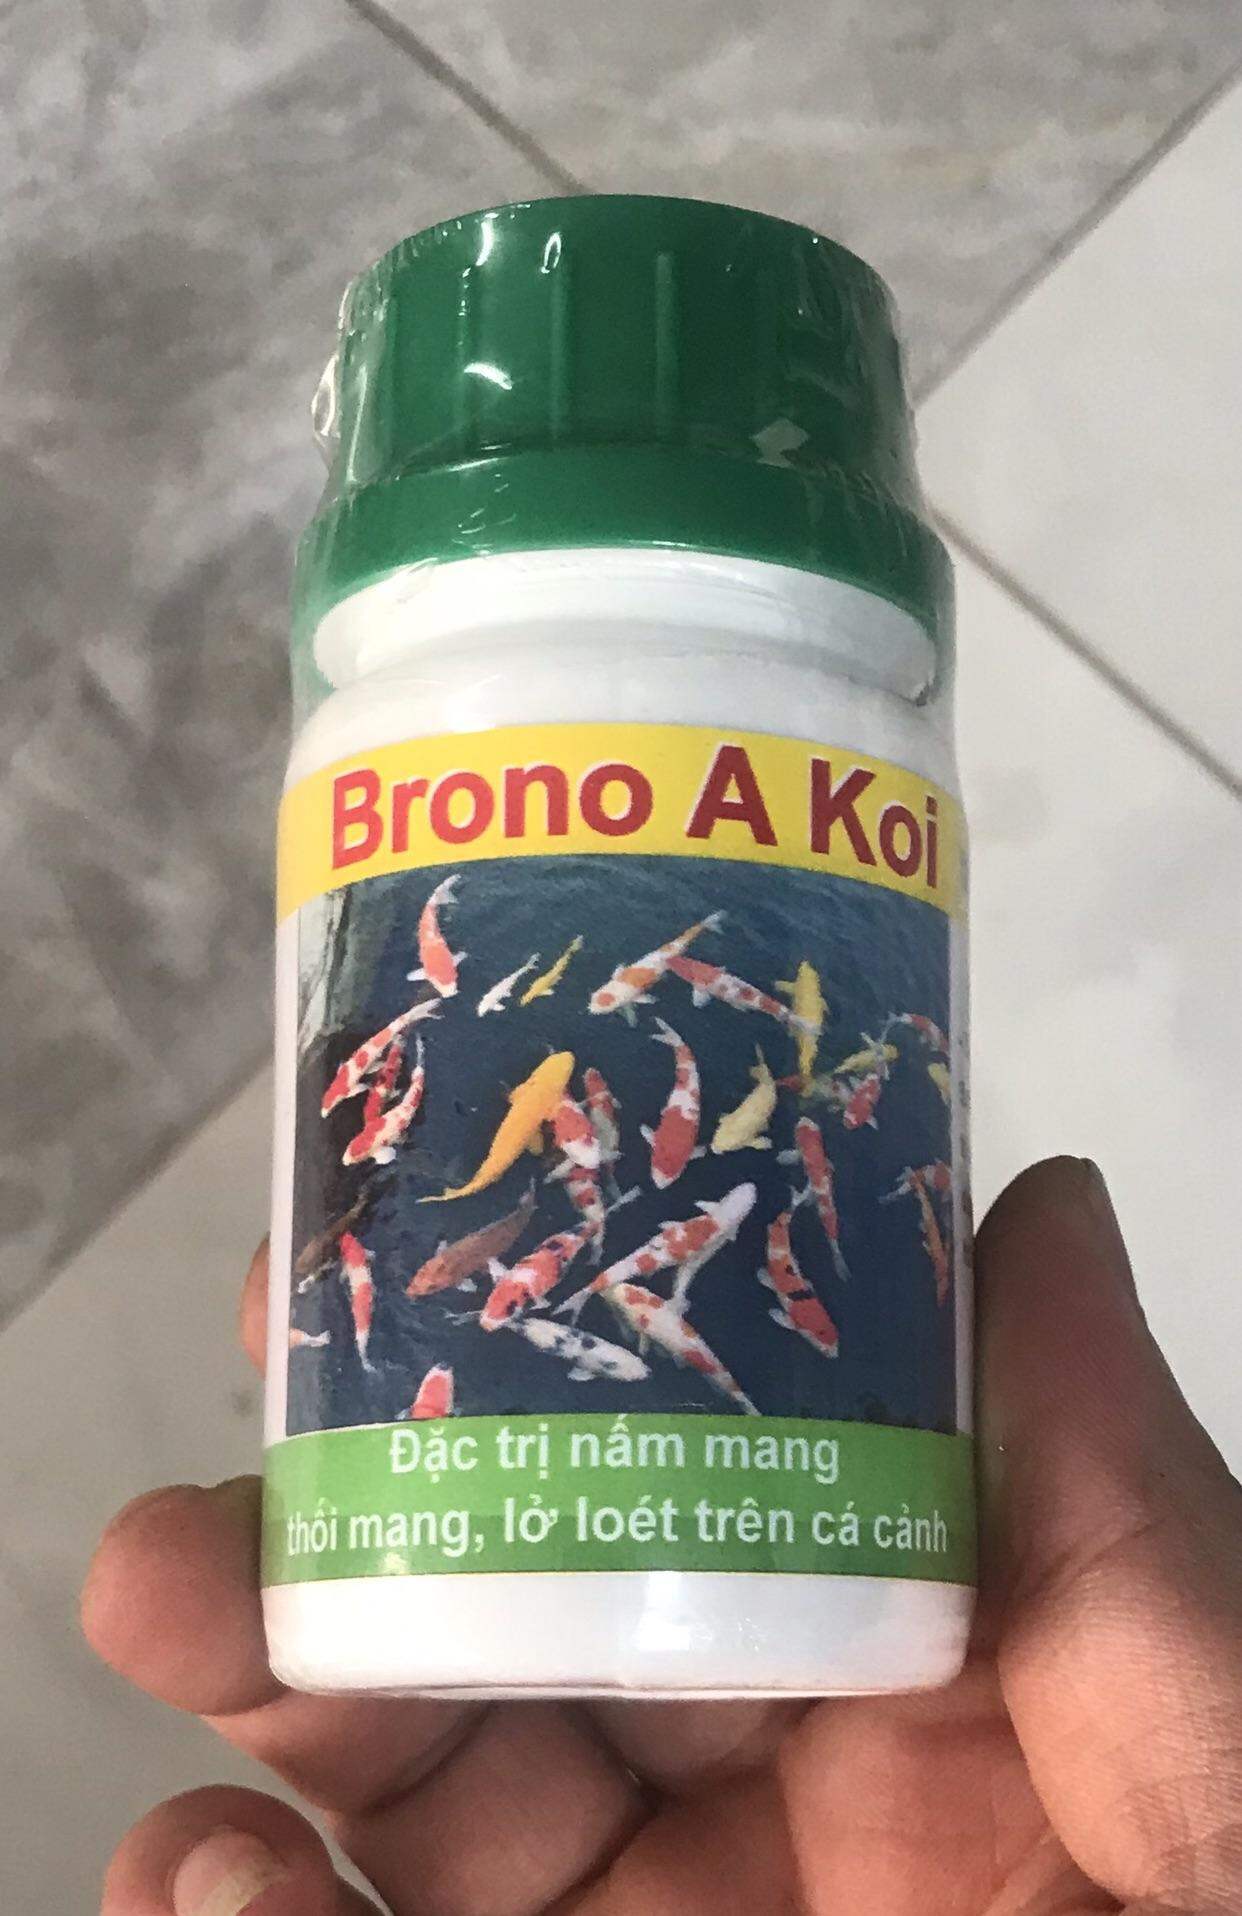 Brono A Koi
Đặc trị nấm mang
thối mang, lở loét trên cá cảnh